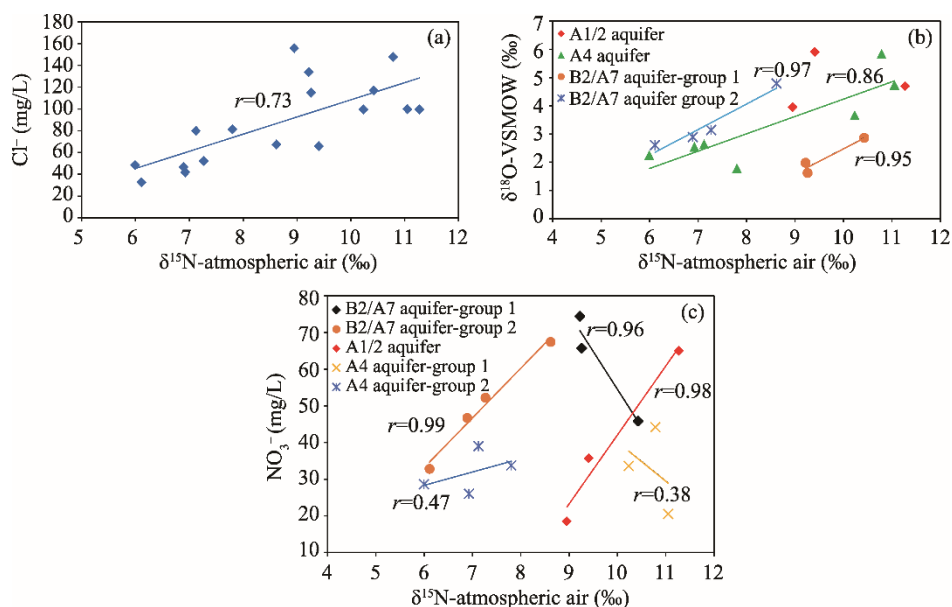 (a)
Cl⁻ (mg/L)
180
160
140
120
100
80
60
40
20
0
r=0.73
5 6 7 8 9 10 11 12
δ¹⁵N-atmospheric air (‰)
(b)
δ¹⁸O-VSMOW (‰)
7
6
5
4
3
2
1
0
A1/2 aquifer
A4 aquifer
B2/A7 aquifer-group 1
B2/A7 aquifer group 2
r=0.97
r=0.86
r=0.95
4 5 6 7 8 9 10 11 12
δ¹⁵N-atmospheric air (‰)
(c)
NO₃⁻ (mg/L)
80
70
60
50
40
30
20
10
B2/A7 aquifer-group 1
B2/A7 aquifer-group 2
A1/2 aquifer
A4 aquifer-group 1
A4 aquifer-group 2
r=0.96
r=0.98
r=0.99
r=0.47
r=0.38
4 5 6 7 8 9 10 11 12
δ¹⁵N-atmospheric air (‰)